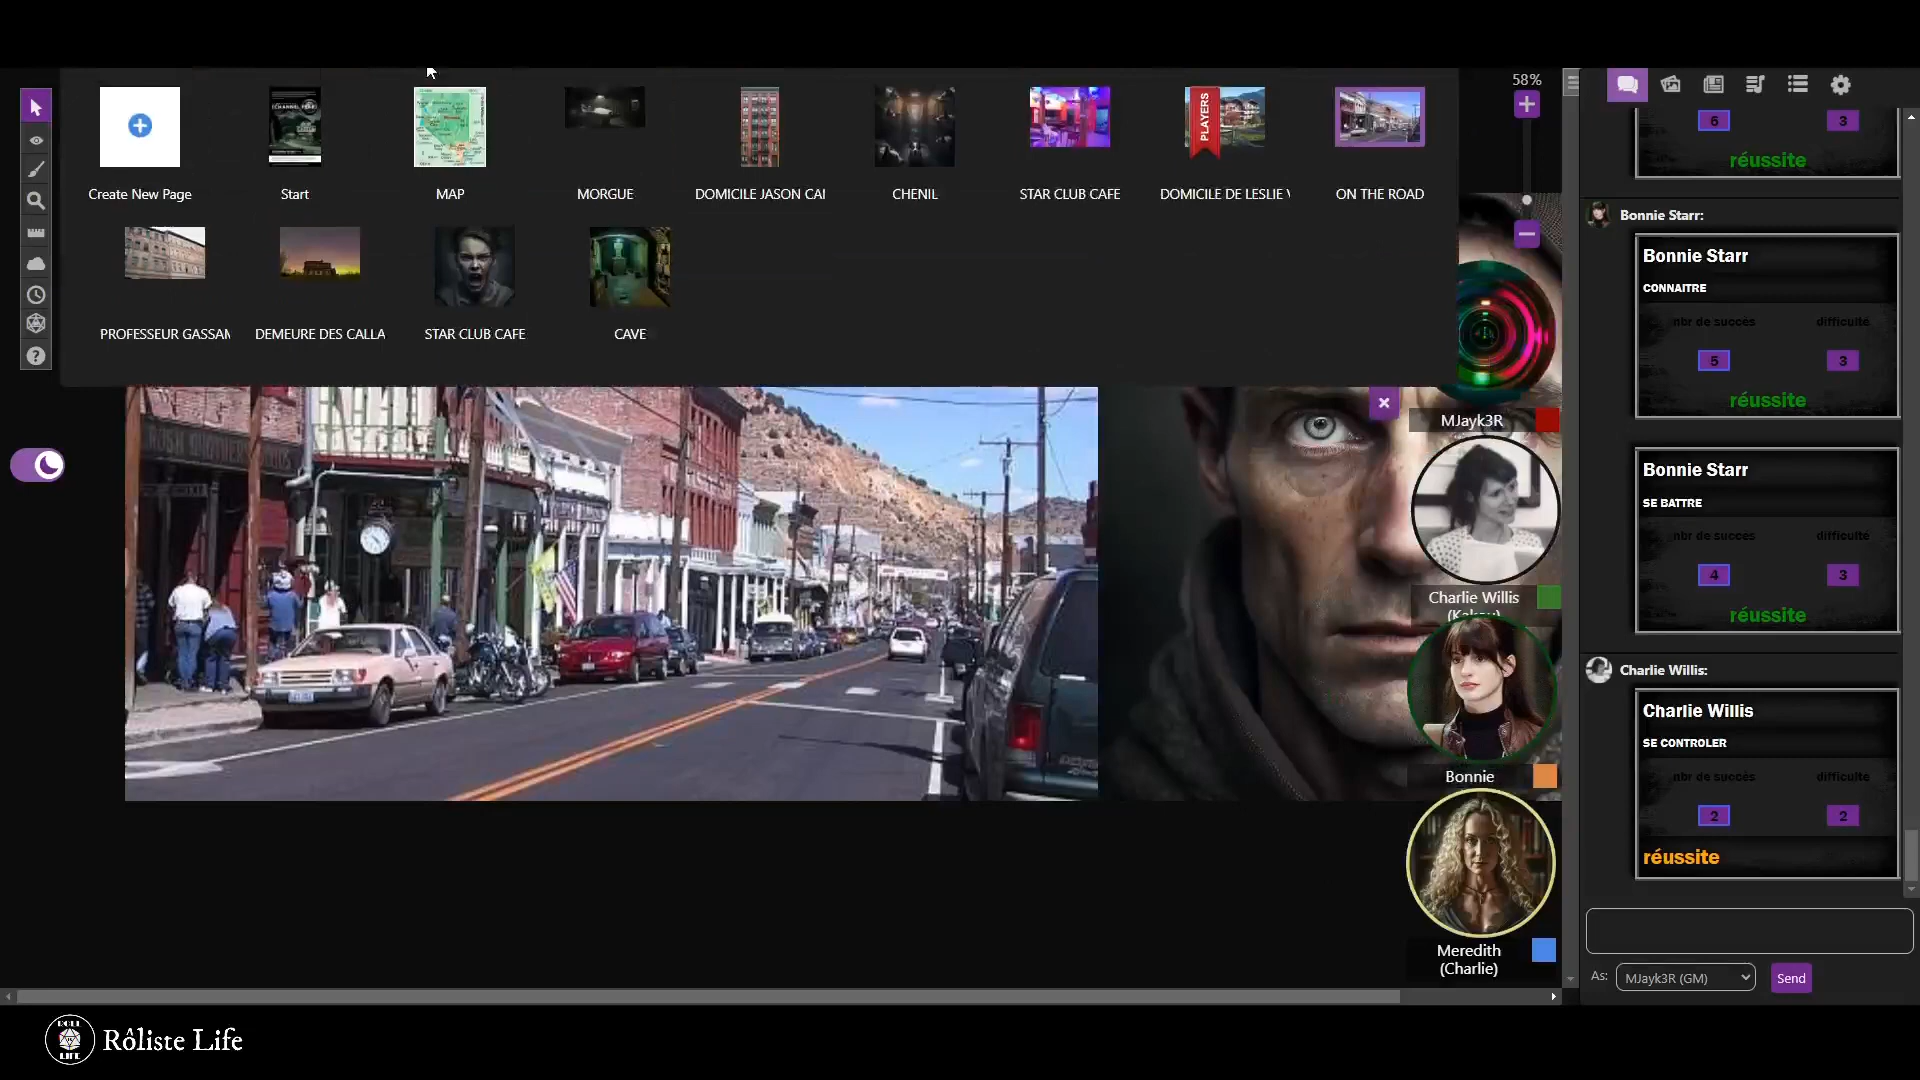 58%
PLAYERS
Create New Page
Start
MAP
MORGUE
DOMICILE JASON CAI
CHENIL
STAR CLUB CAFE
DOMICILE DE LESLIE
ON THE ROAD
PROFESSEUR GASSAM
DEMEURE DES CALLA
STAR CLUB CAFE
CAVE
MJayk3R
Charlie Willis
Bonnie
Meredith
(Charlie)
6 3
réussite
Bonnie Starr:
Bonnie Starr
CONNAITRE
nbr de succès difficulté
5 3
réussite
Bonnie Starr
SE BATTRE
nbr de succès difficulté
4 3
réussite
Charlie Willis:
Charlie Willis
SE CONTROLER
nbr de succès difficulté
2 2
réussite
As: MJayk3R (GM) Send
ROLL
LIFE
Rôliste Life